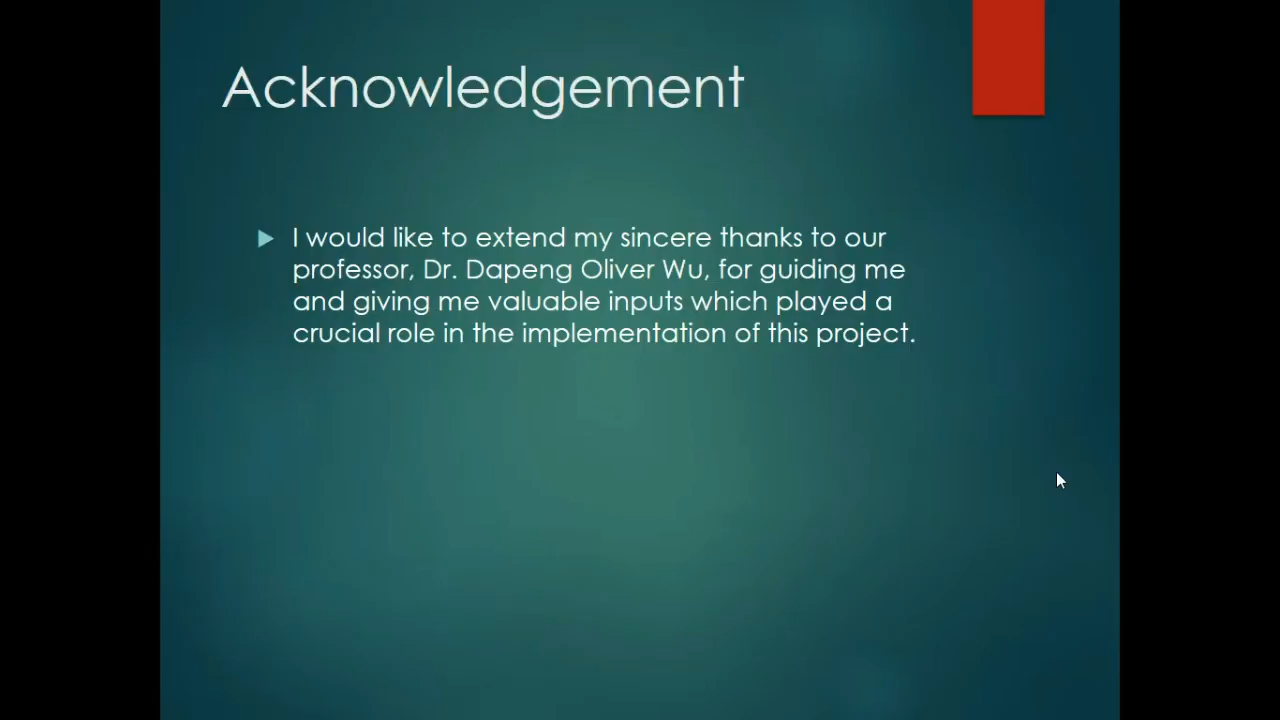 Acknowledgement
I would like to extend my sincere thanks to our
professor, Dr. Dapeng Oliver Wu, for guiding me
and giving me valuable inputs which played a
crucial role in the implementation of this project.